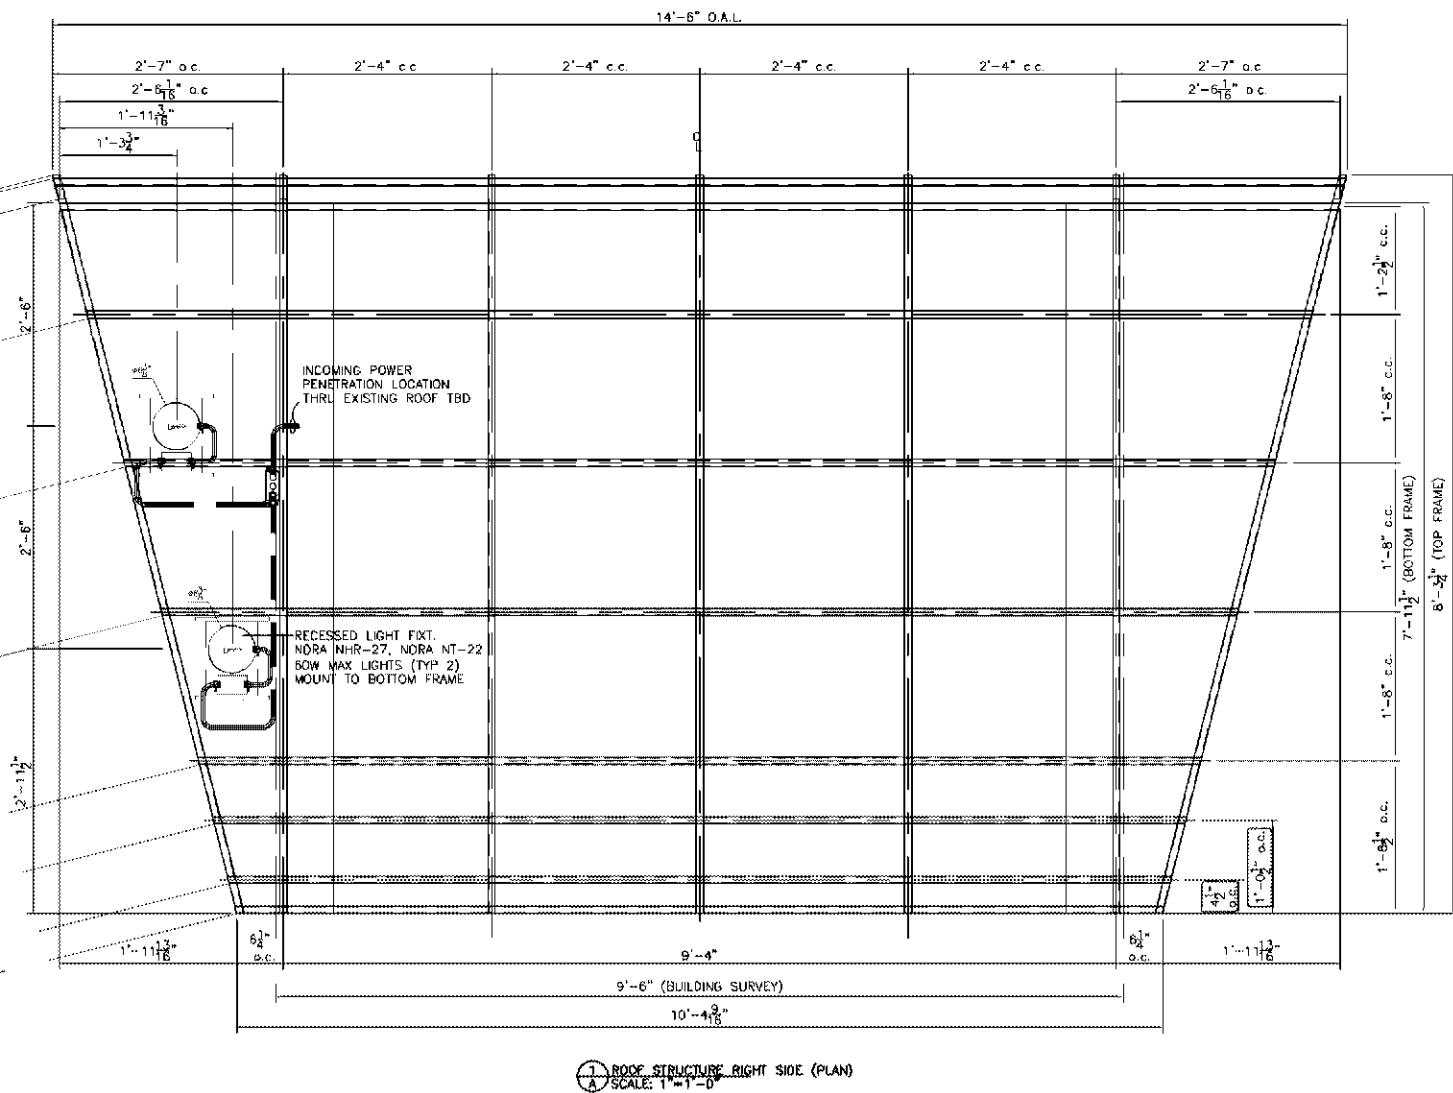 14'-6" O.A.L.
2'-7" o.c.
2'-4" c.c
2'-4" c.c.
2'-4" c.c.
2'-4" c.c.
2'-7" o.c
2'-6 1/16" o.c
2'-6 1/16" o.c.
1'-11 3/16"
1'-3 3/4"
CL
2'-6"
2'-6"
2'-11 1/2"
INCOMING POWER
PENETRATION LOCATION
THRU EXISTING ROOF TBD
RECESSED LIGHT FIXT.
NORA NHR-27, NORA NT-22
60W MAX LIGHTS (TYP 2)
MOUNT TO BOTTOM FRAME
1'-2 1/2" c.c.
1'-8" c.c.
1'-8" c.c.
1'-8" c.c.
1'-8 1/2" o.c.
7'-11 1/2" (BOTTOM FRAME)
8'-3 1/4" (TOP FRAME)
1'-0 1/2" o.c.
4 1/2" o.c.
1'-11 13/16"
6 1/4" o.c.
9'-4"
6 1/4" o.c.
1'-11 13/16"
9'-6" (BUILDING SURVEY)
10'-4 9/16"
1
A
ROOF STRUCTURE RIGHT SIDE (PLAN)
SCALE: 1"=1'-0"